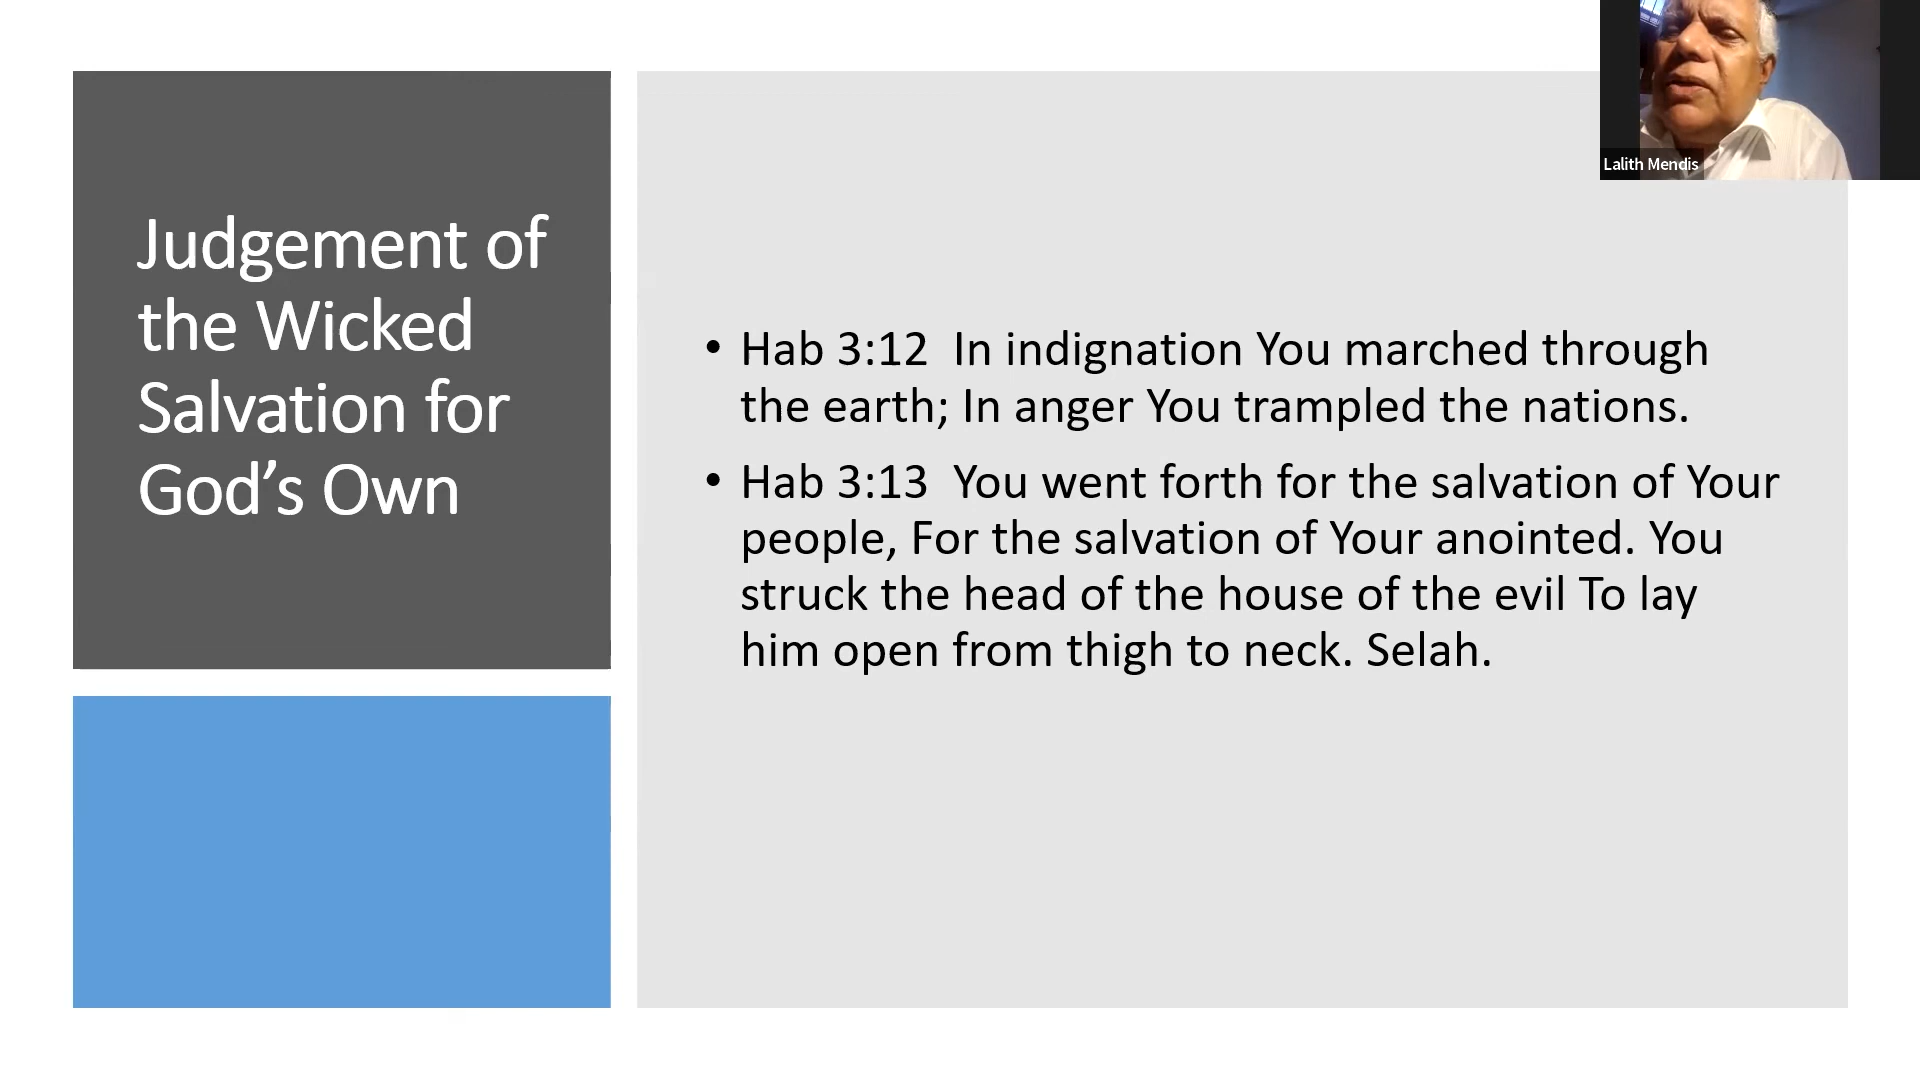 Judgement of
the Wicked
Salvation for
God’s Own
• Hab 3:12  In indignation You marched through
the earth; In anger You trampled the nations.
• Hab 3:13  You went forth for the salvation of Your
people, For the salvation of Your anointed. You
struck the head of the house of the evil To lay
him open from thigh to neck. Selah.
Lalith Mendis